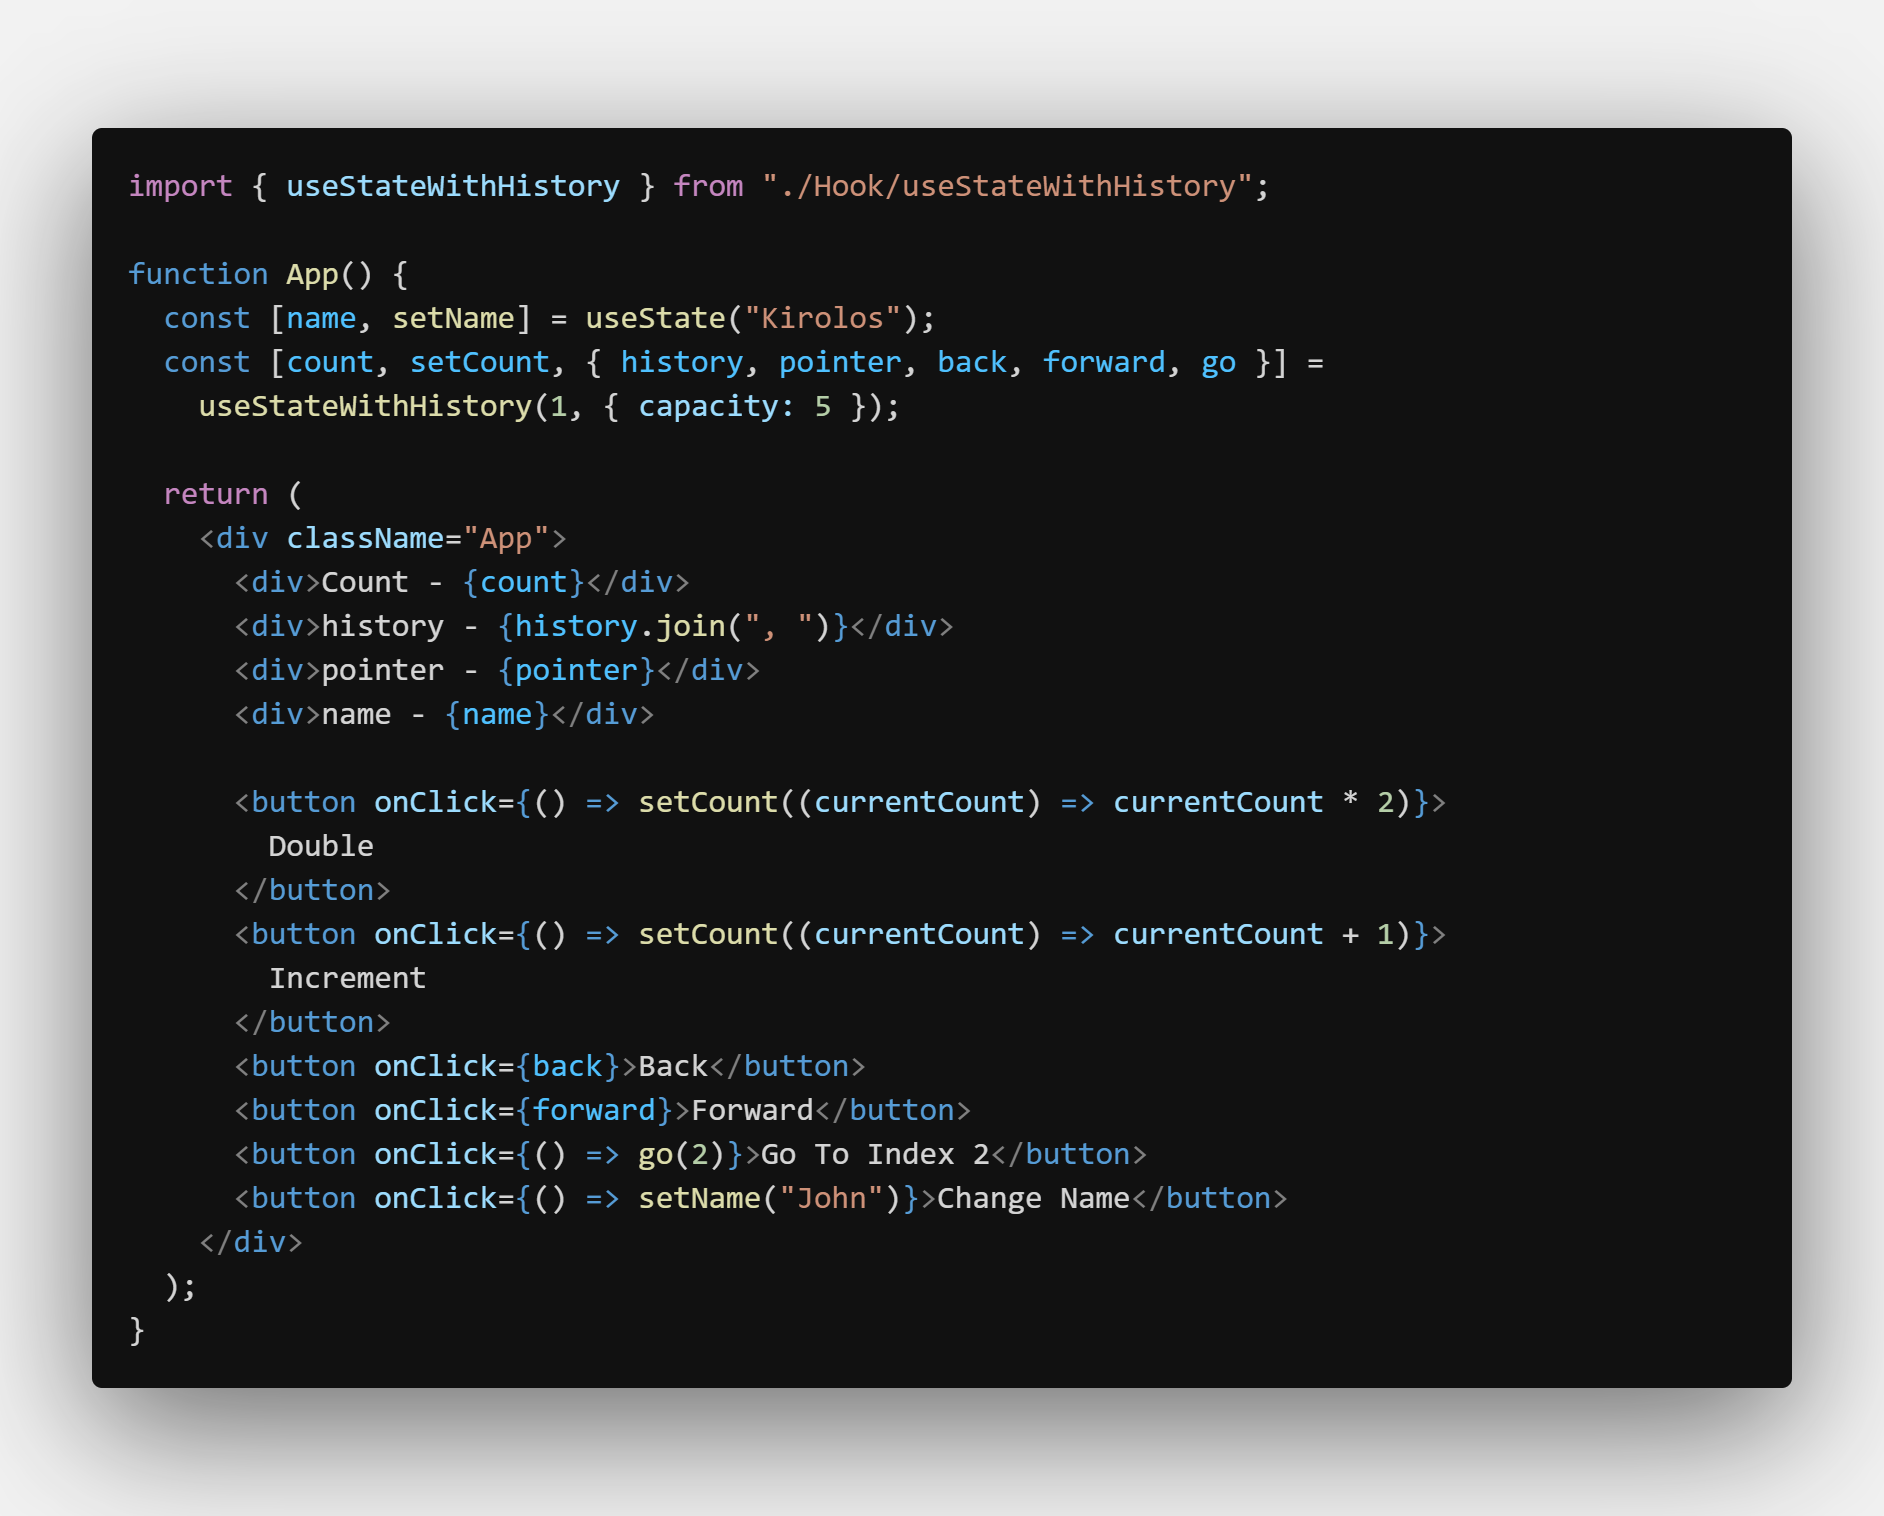 import { useStateWithHistory } from "./Hook/useStateWithHistory";

function App() {
  const [name, setName] = useState("Kirolos");
  const [count, setCount, { history, pointer, back, forward, go }] =
    useStateWithHistory(1, { capacity: 5 });

  return (
    <div className="App">
      <div>Count - {count}</div>
      <div>history - {history.join(", ")}</div>
      <div>pointer - {pointer}</div>
      <div>name - {name}</div>

      <button onClick={() => setCount((currentCount) => currentCount * 2)}>
        Double
      </button>
      <button onClick={() => setCount((currentCount) => currentCount + 1)}>
        Increment
      </button>
      <button onClick={back}>Back</button>
      <button onClick={forward}>Forward</button>
      <button onClick={() => go(2)}>Go To Index 2</button>
      <button onClick={() => setName("John")}>Change Name</button>
    </div>
  );
}